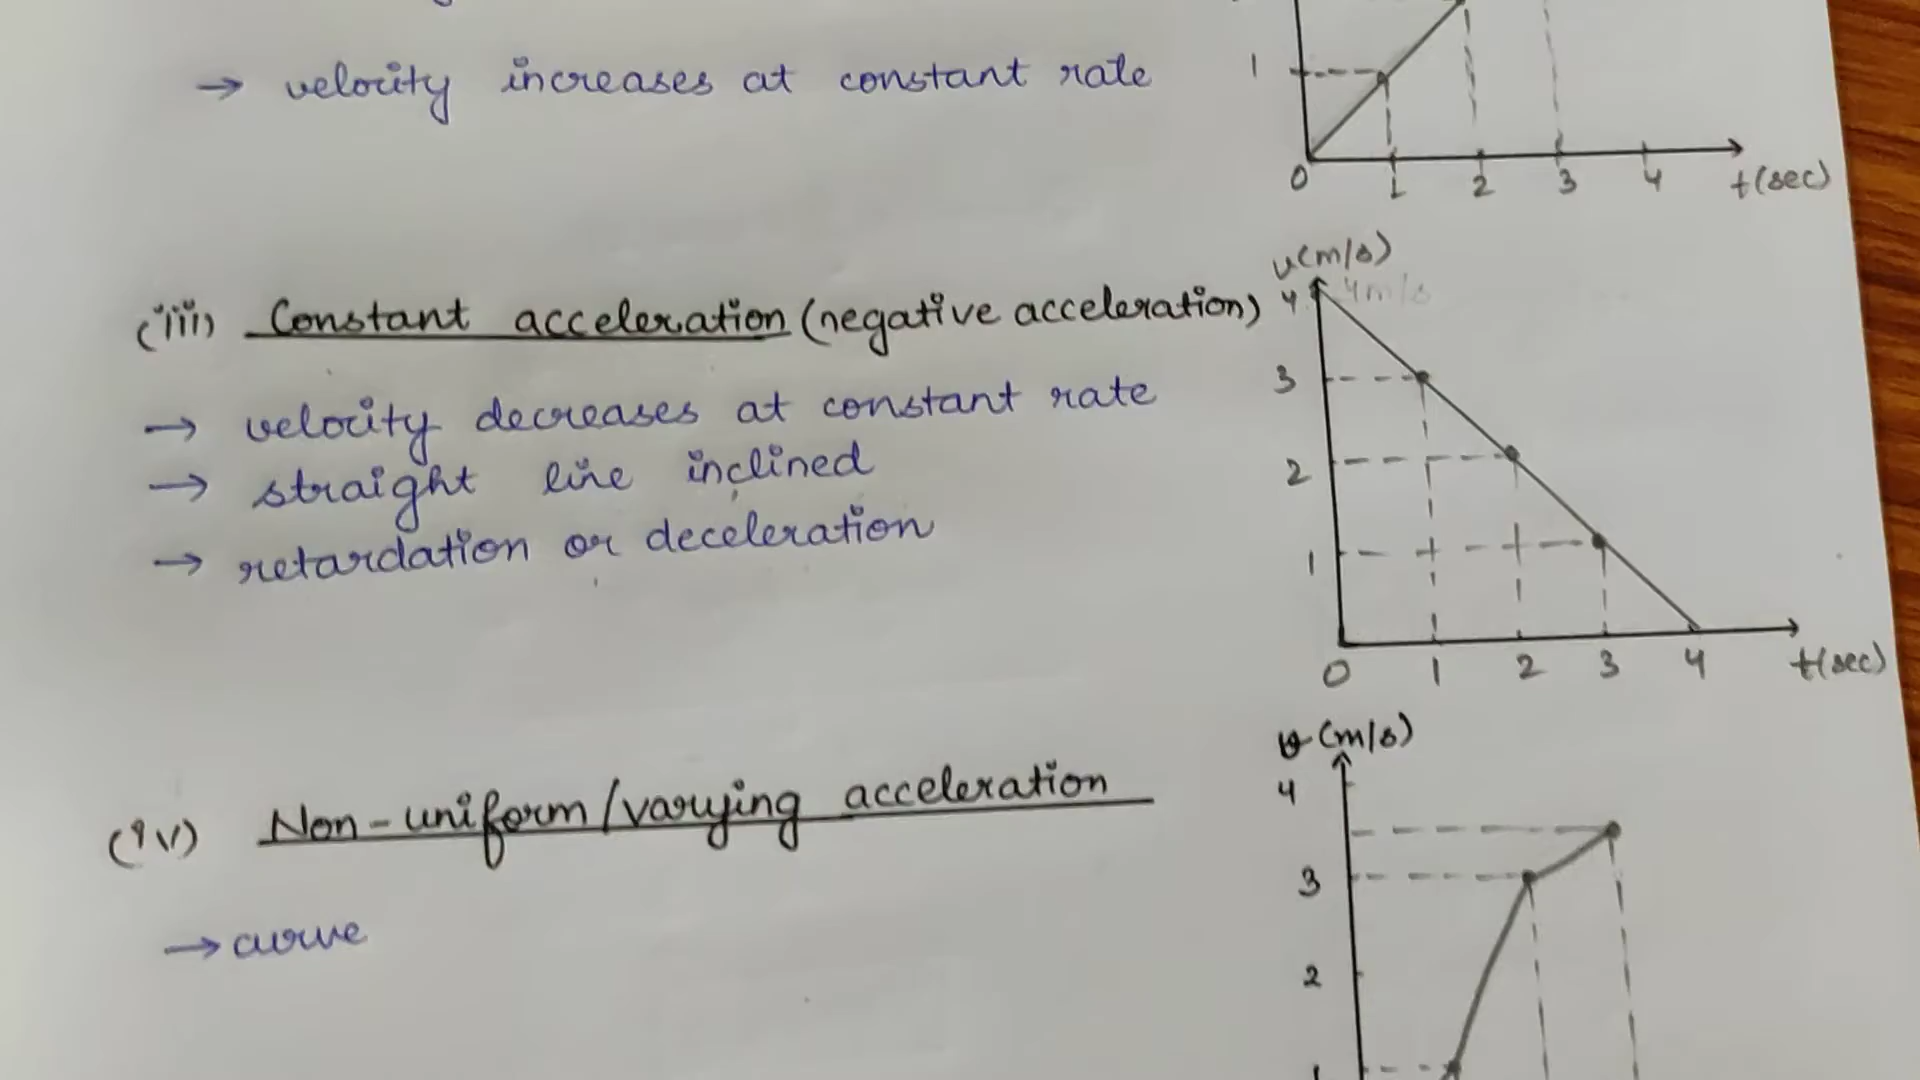 → velocity increases at constant rate
1
0 1 2 3 4 t(sec)
(iii) Constant acceleration (negative acceleration)
→ velocity decreases at constant rate
→ straight line inclined
→ retardation or deceleration
v(m/s)
4 4m/s
3
2
1
0 1 2 3 4 t(sec)
(iv) Non-uniform/varying acceleration
→ curve
v(m/s)
4
3
2
1